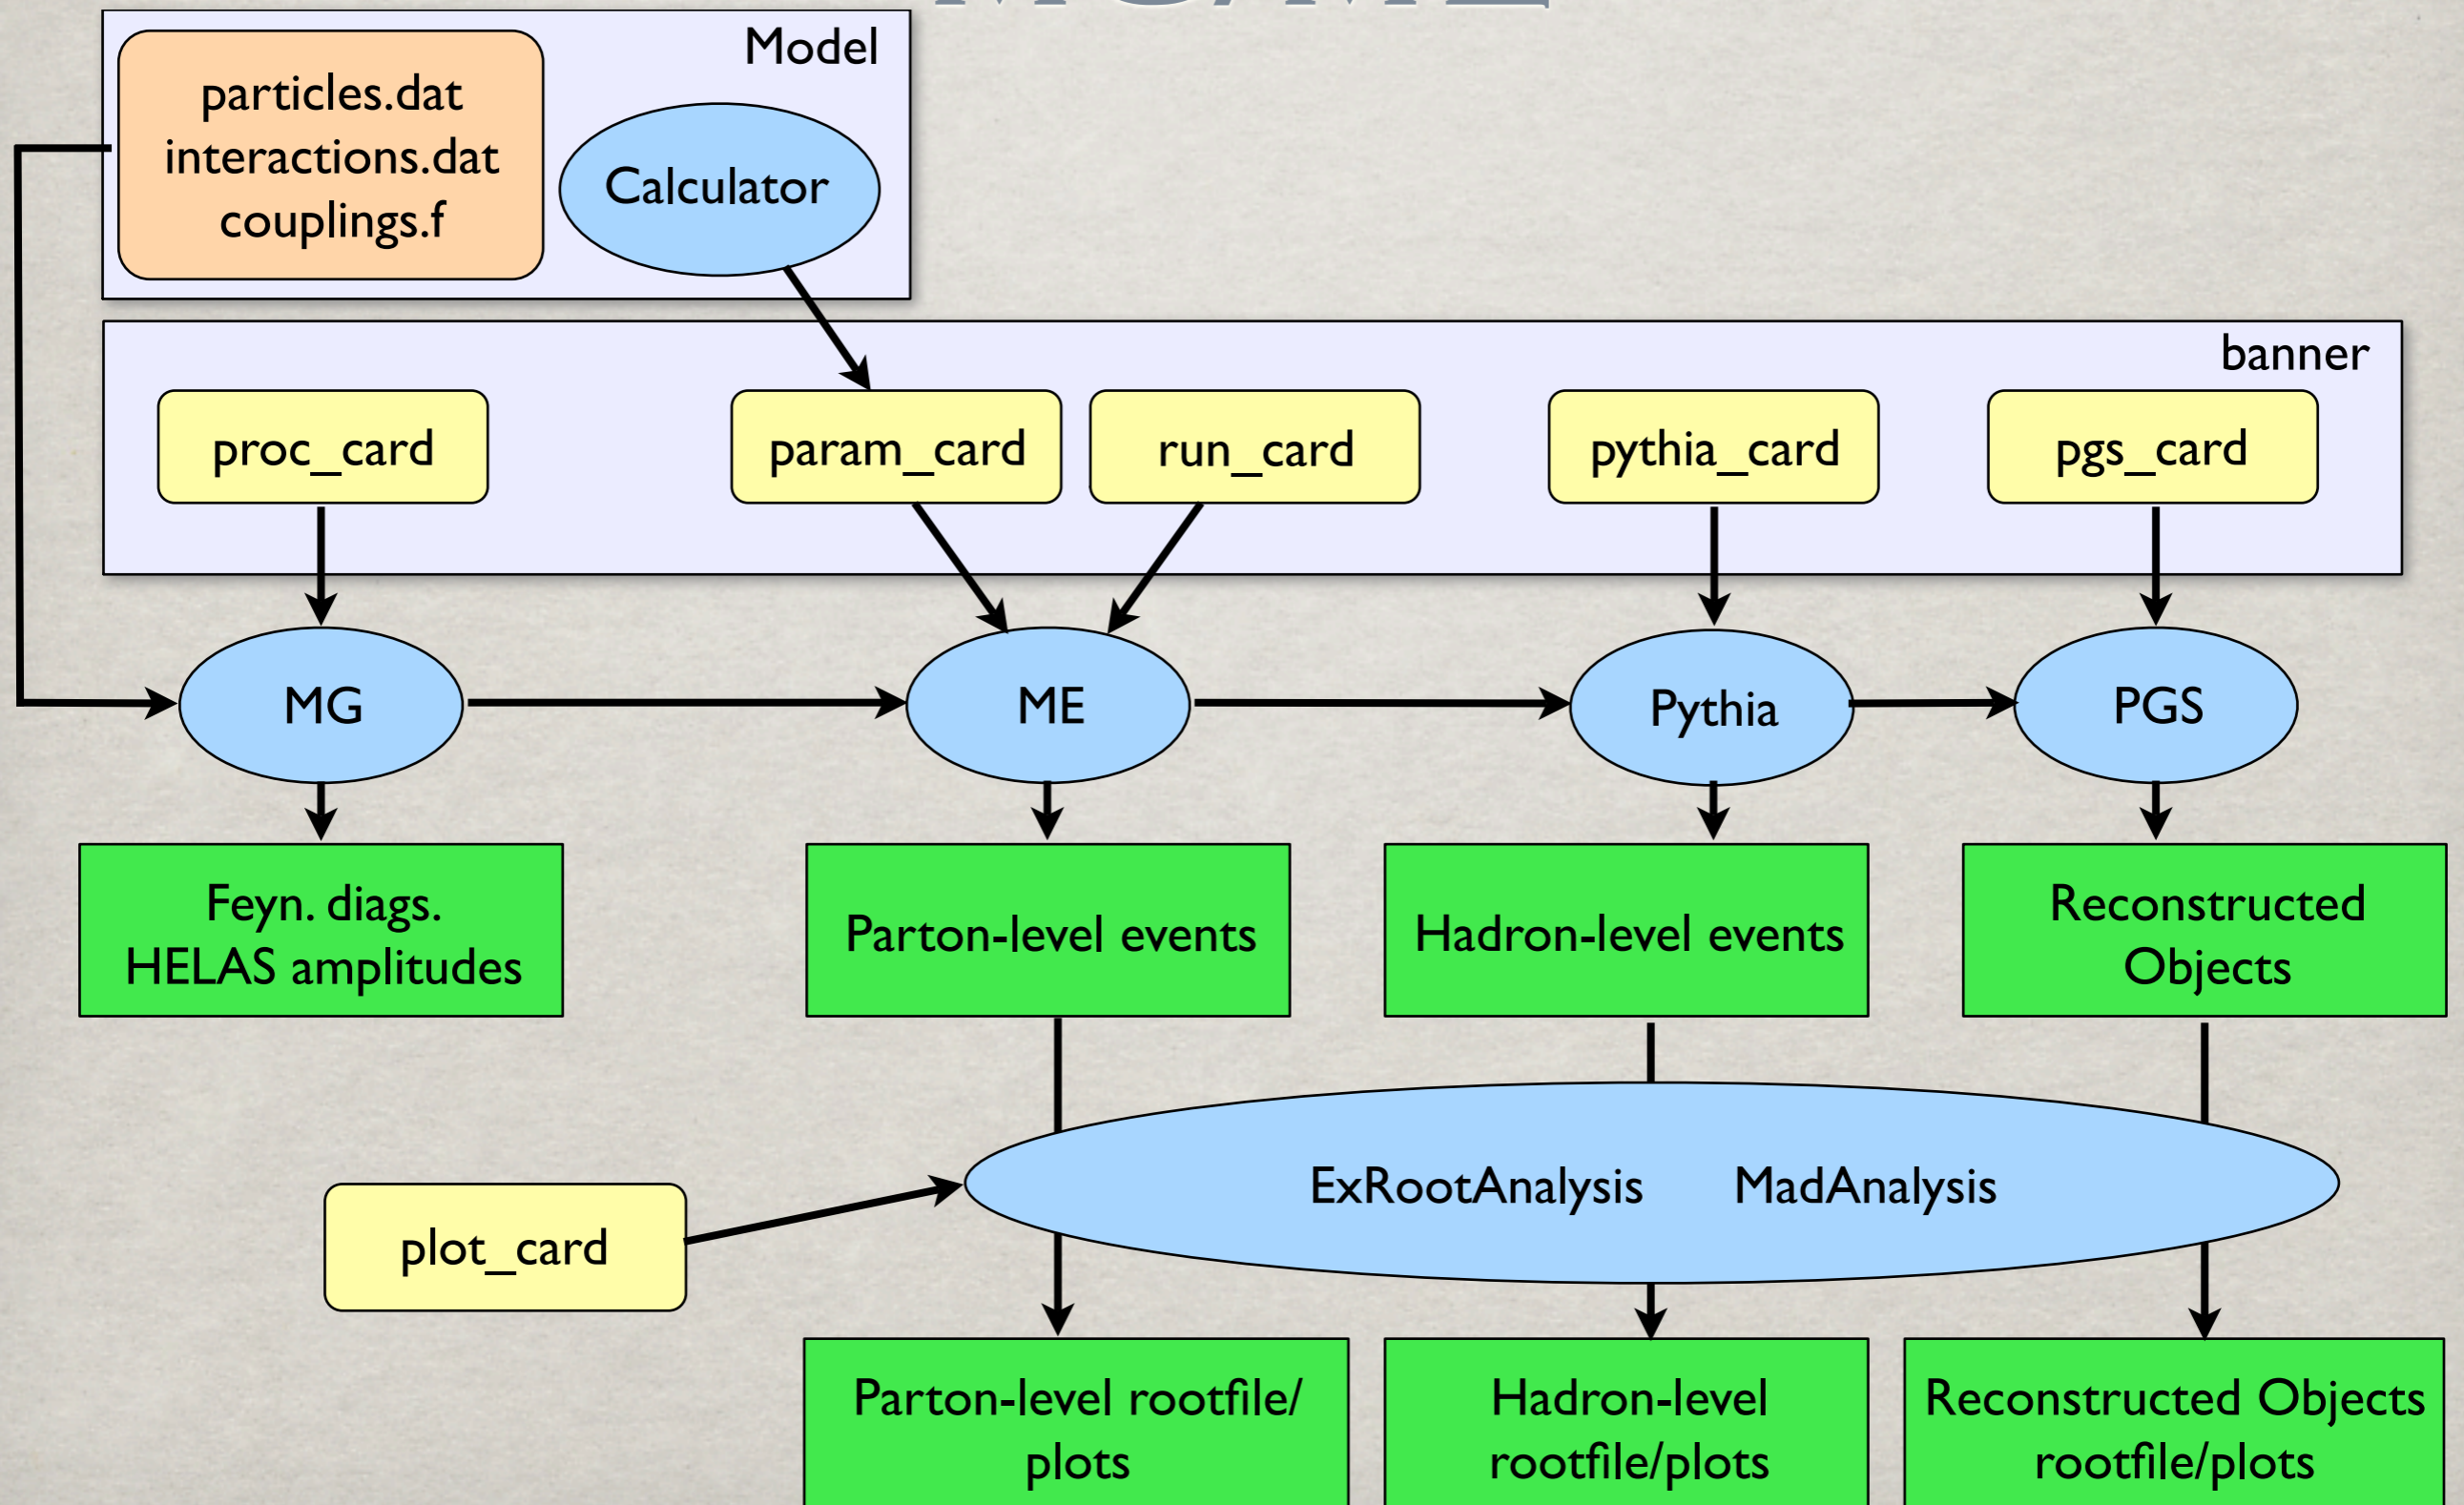 Model
particles.dat
interactions.dat
couplings.f
Calculator
banner
proc_card
param_card
run_card
pythia_card
pgs_card
MG
ME
Pythia
PGS
Feyn. diags.
HELAS amplitudes
Parton-level events
Hadron-level events
Reconstructed
Objects
ExRootAnalysis
MadAnalysis
plot_card
Parton-level rootfile/
plots
Hadron-level
rootfile/plots
Reconstructed Objects
rootfile/plots